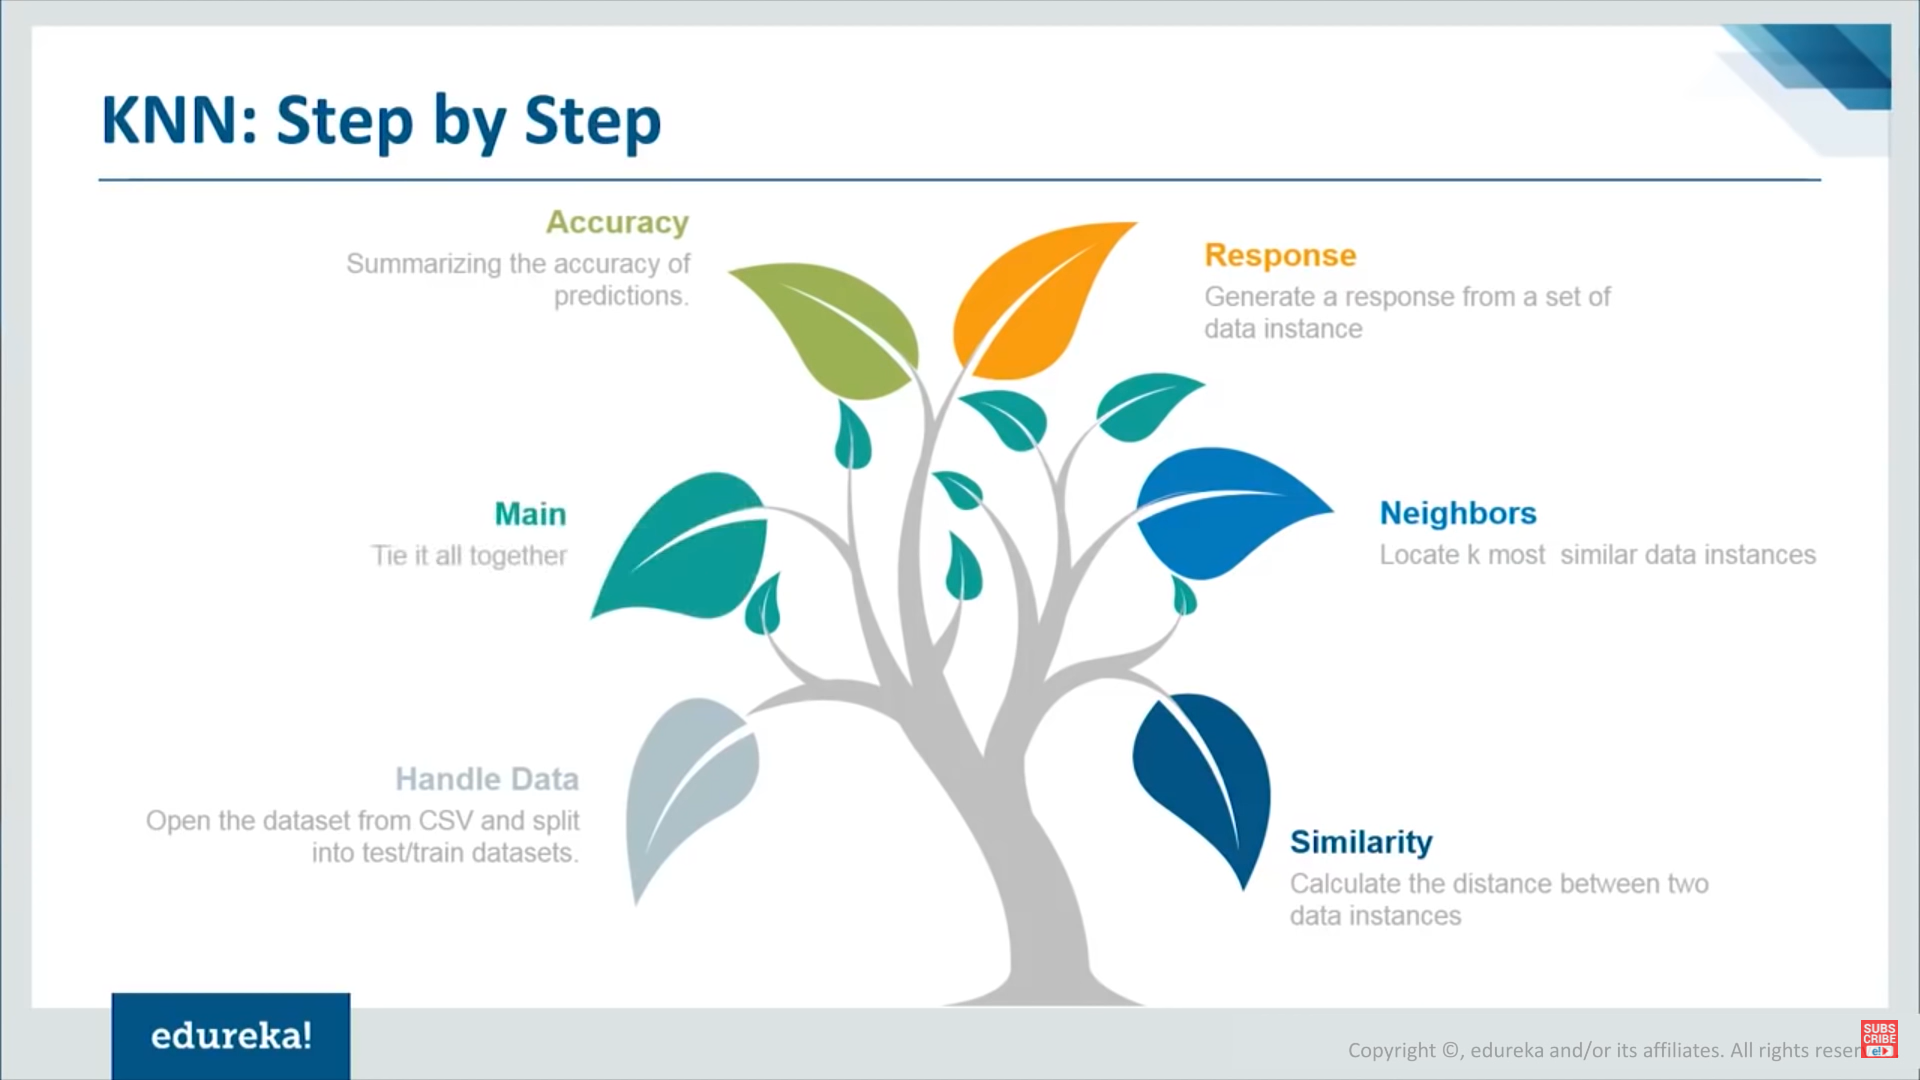 KNN: Step by Step
Accuracy
Summarizing the accuracy of
predictions.
Response
Generate a response from a set of
data instance
Main
Tie it all together
Neighbors
Locate k most similar data instances
Handle Data
Open the dataset from CSV and split
into test/train datasets.
Similarity
Calculate the distance between two
data instances
edureka!
Copyright ©, edureka and/or its affiliates. All rights reser
SUBS
CRIBE
e!